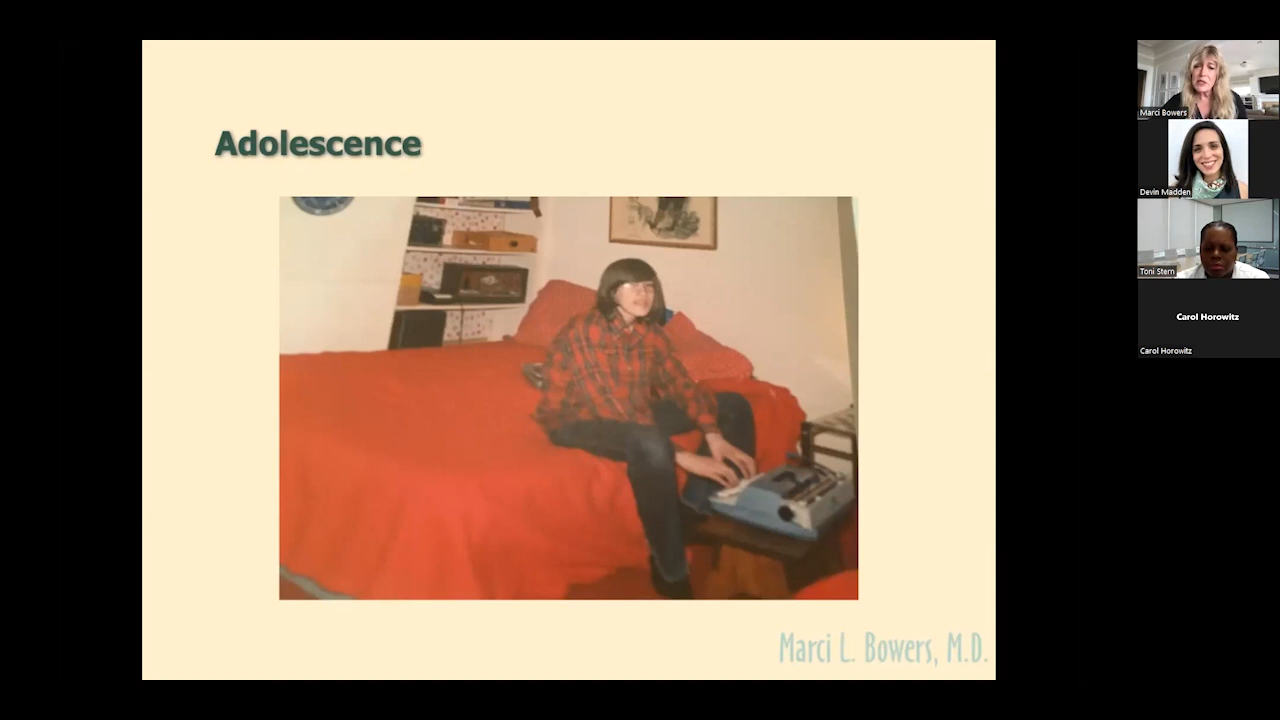 Adolescence
Marci L. Bowers, M.D.
Marci Bowers
Devin Madden
Toni Stern
Carol Horowitz
Carol Horowitz